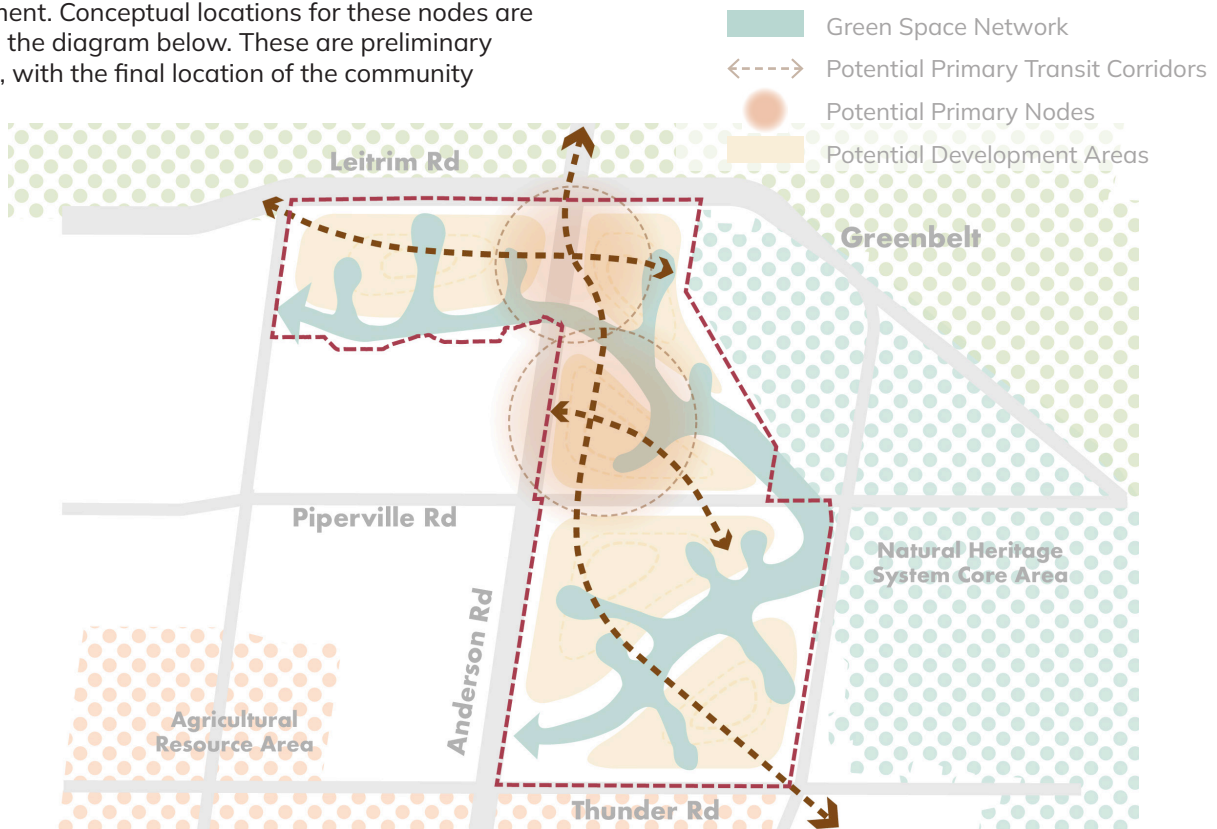 ment. Conceptual locations for these nodes are
the diagram below. These are preliminary
, with the final location of the community
Green Space Network
Potential Primary Transit Corridors
Potential Primary Nodes
Potential Development Areas
Leitrim Rd
Greenbelt
Piperville Rd
Natural Heritage
System Core Area
Anderson Rd
Agricultural
Resource Area
Thunder Rd